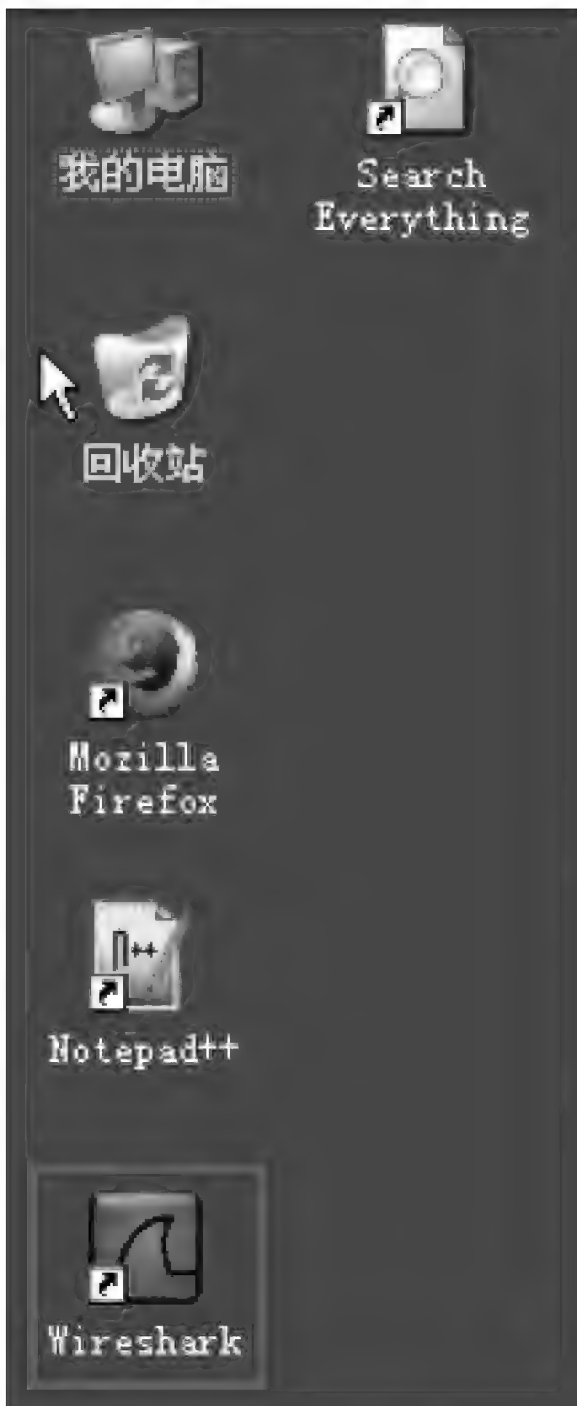 我的电脑
Search
Everything
回收站
Mozilla
Firefox
Notepad++
Wireshark